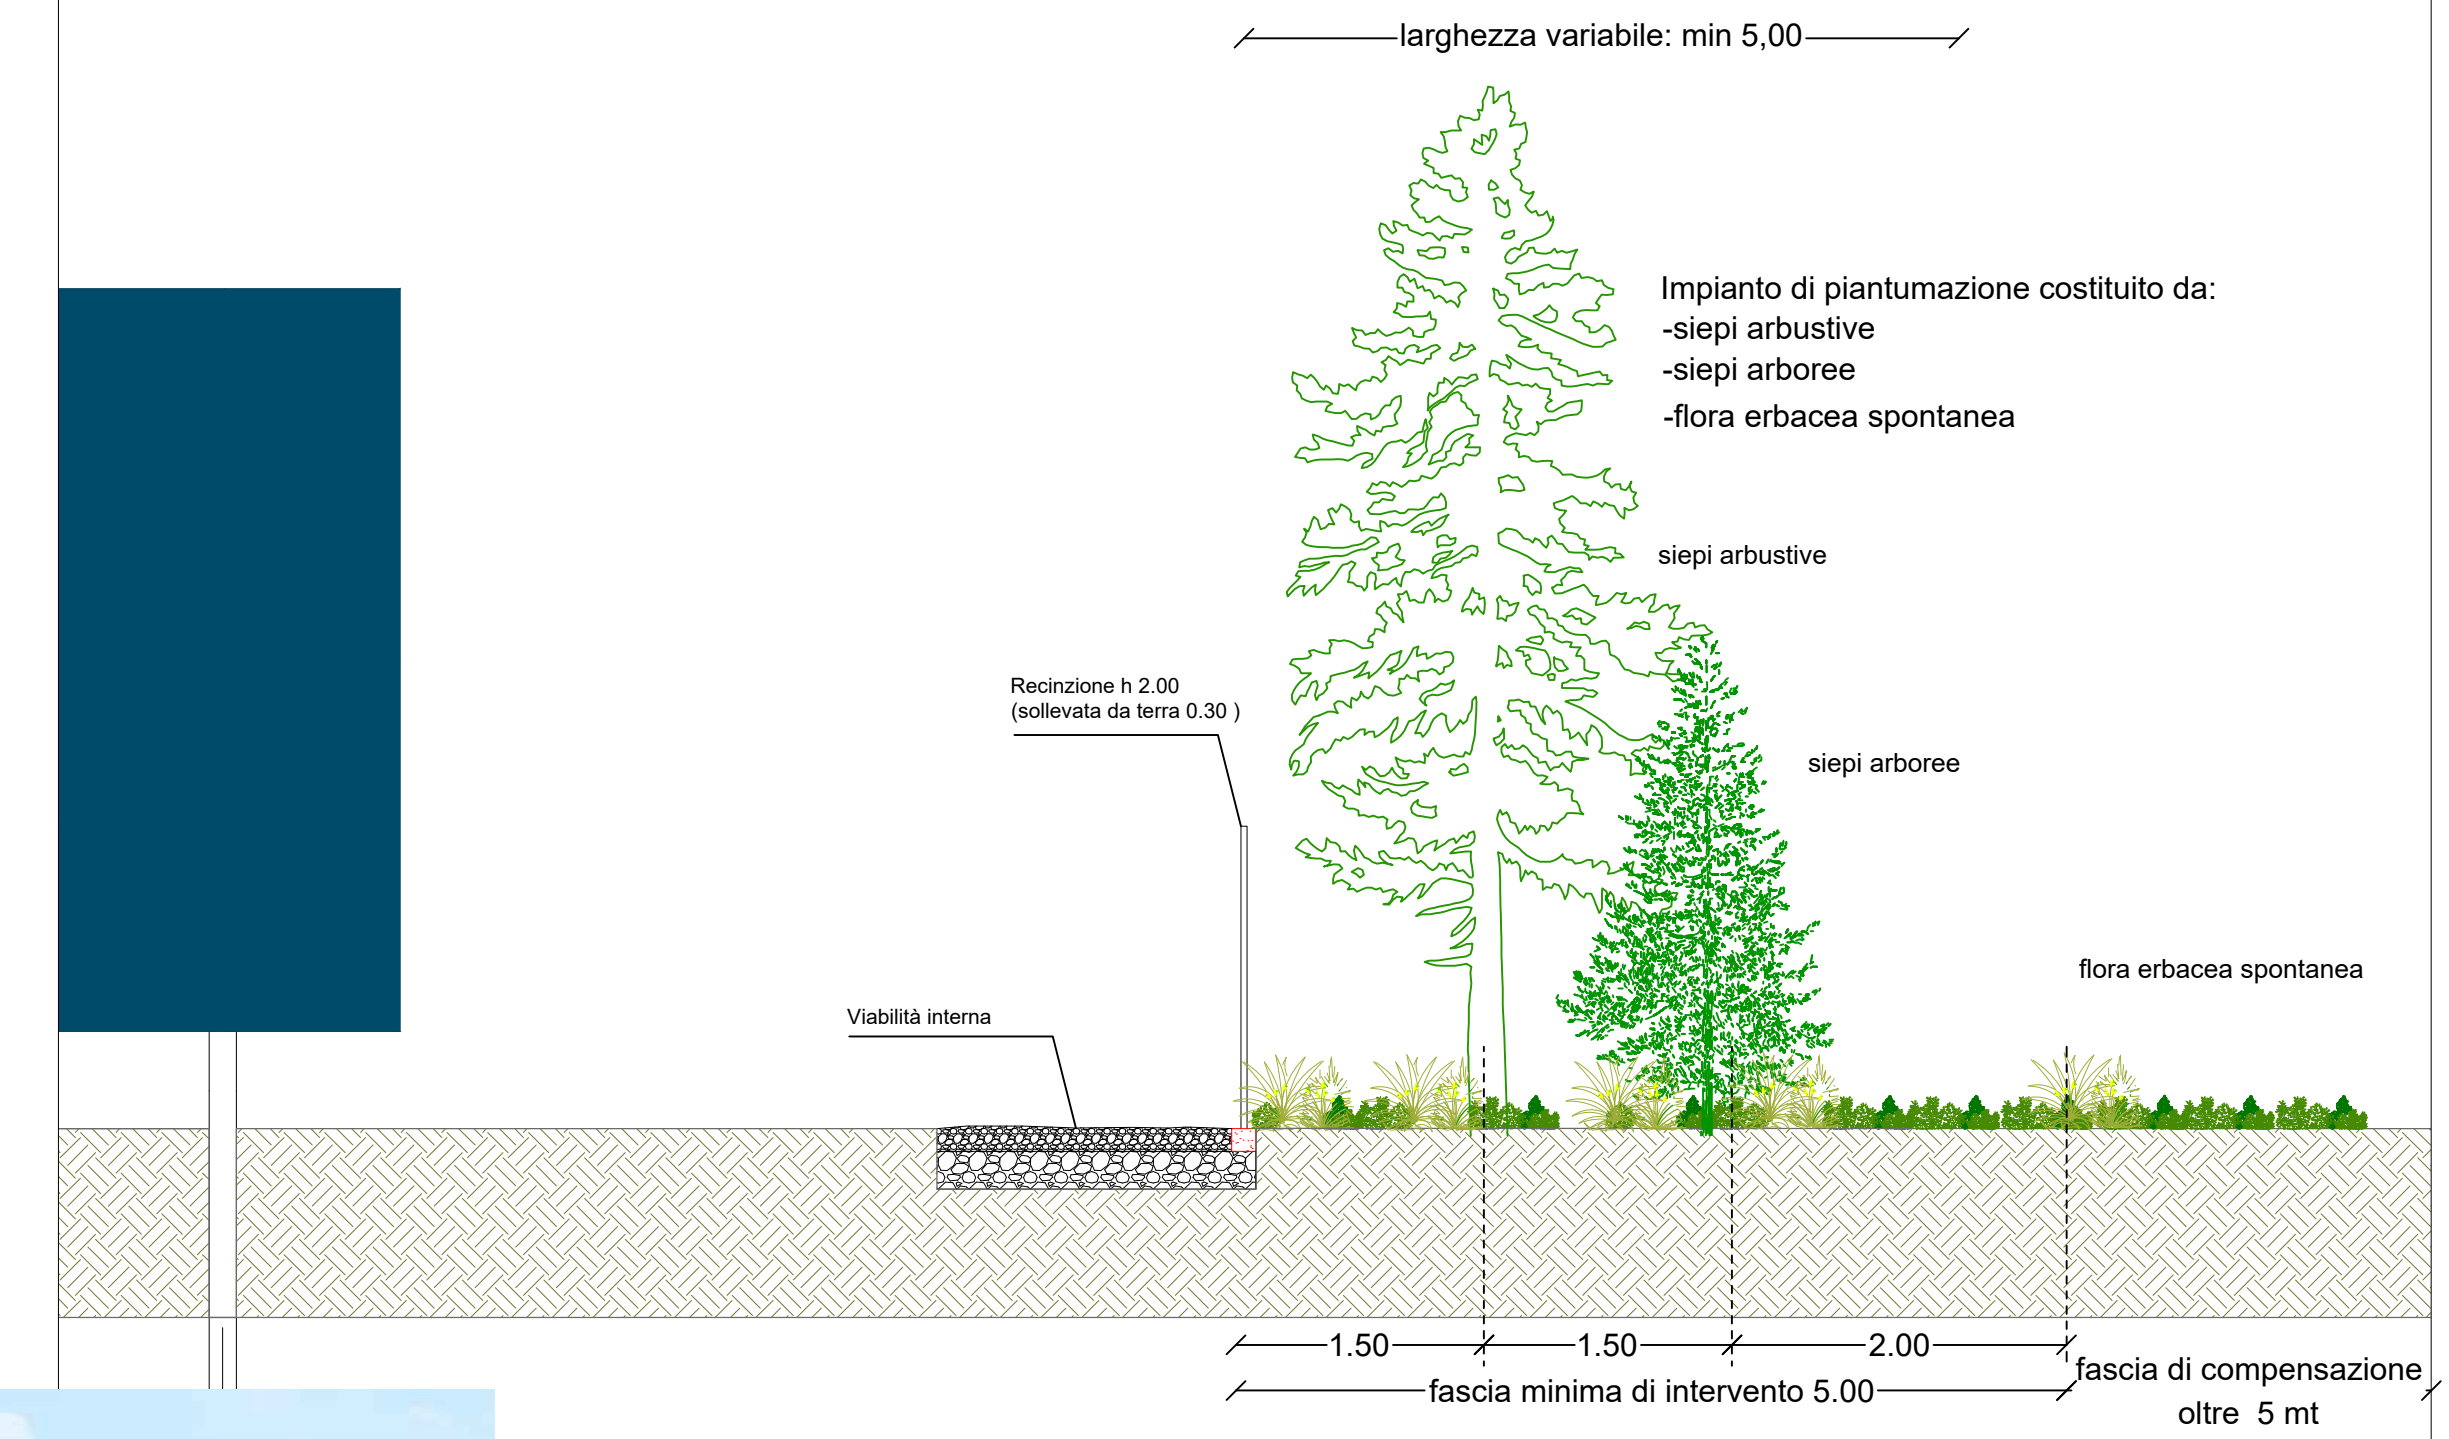 larghezza variabile: min 5,00
Impianto di piantumazione costituito da:
-siepi arbustive
-siepi arboree
-flora erbacea spontanea
siepi arbustive
Recinzione h 2.00
(sollevata da terra 0.30 )
siepi arboree
flora erbacea spontanea
Viabilità interna
1.50
1.50
2.00
fascia minima di intervento 5.00
fascia di compensazione
oltre  5 mt